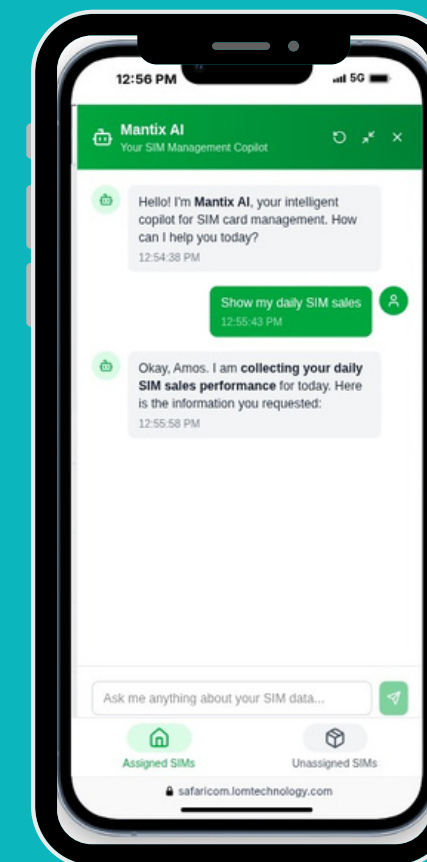 12:56 PM
5G
Mantix AI
Your SIM Management Copilot
Hello! I'm Mantix AI, your intelligent
copilot for SIM card management. How
can I help you today?
12:54:38 PM
Show my daily SIM sales
12:55:43 PM
Okay, Amos. I am collecting your daily
SIM sales performance for today. Here
is the information you requested:
12:55:58 PM
Ask me anything about your SIM data...
Assigned SIMs
Unassigned SIMs
safaricom.lomtechnology.com